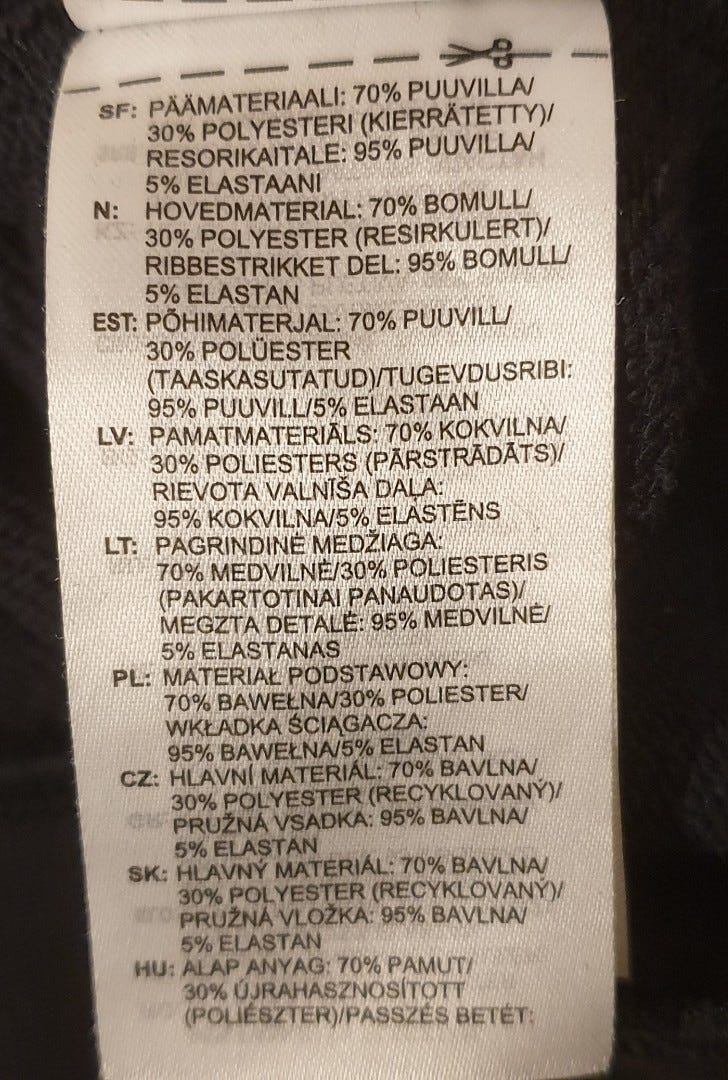 SF: PÄÄMATERIAALI: 70% PUUVILLA/
30% POLYESTERI (KIERRÄTETTY)/
RESORIKAITALE: 95% PUUVILLA/
5% ELASTAANI
N: HOVEDMATERIAL: 70% BOMULL/
30% POLYESTER (RESIRKULERT)/
RIBBESTRIKKET DEL: 95% BOMULL/
5% ELASTAN
EST: PÕHIMATERJAL: 70% PUUVILL/
30% POLÜESTER
(TAASKASUTATUD)/TUGEVDUSRIBI:
95% PUUVILL/5% ELASTAAN
LV: PAMATMATERIĀLS: 70% KOKVILNA/
30% POLIESTERS (PĀRSTRĀDĀTS)/
RIEVOTA VALNĪŠA DAĻA:
95% KOKVILNA/5% ELASTĒNS
LT: PAGRINDINĖ MEDŽIAGA:
70% MEDVILNĖ/30% POLIESTERIS
(PAKARTOTINAI PANAUDOTAS)/
MEGZTA DETALĖ: 95% MEDVILNĖ/
5% ELASTANAS
PL: MATERIAŁ PODSTAWOWY:
70% BAWEŁNA/30% POLIESTER/
WKŁADKA ŚCIĄGACZA:
95% BAWEŁNA/5% ELASTAN
CZ: HLAVNÍ MATERIÁL: 70% BAVLNA/
30% POLYESTER (RECYKLOVANÝ)/
PRUŽNÁ VSADKA: 95% BAVLNA/
5% ELASTAN
SK: HLAVNÝ MATERIÁL: 70% BAVLNA/
30% POLYESTER (RECYKLOVANÝ)/
PRUŽNÁ VLOŽKA: 95% BAVLNA/
5% ELASTAN
HU: ALAP ANYAG: 70% PAMUT/
30% ÚJRAHASZNOSÍTOTT
(POLIÉSZTER)/PASSZÉS BETÉT: